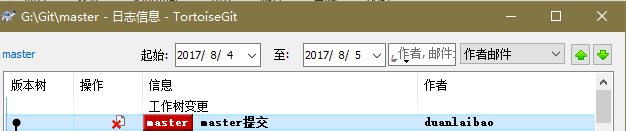 G:\Git\master - 日志信息 - TortoiseGit
master 起始: 2017/ 8/ 4 至: 2017/ 8/ 5 作者,邮件 作者邮件
版本树 操作 信息 作者
工作树变更
master master提交 duanlaibao